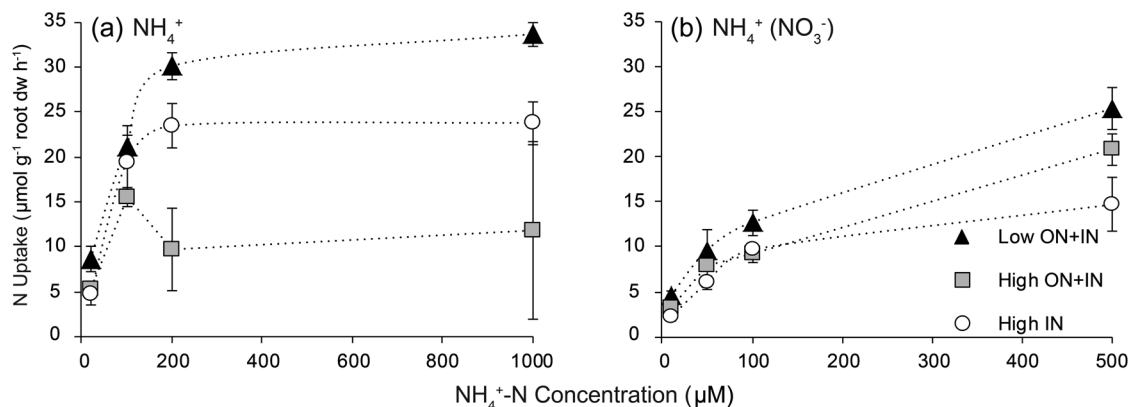 (a) NH₄⁺
(b) NH₄⁺ (NO₃⁻)
N Uptake (µmol g⁻¹ root dw h⁻¹)
35
30
25
20
15
10
5
0
0 200 400 600 800 1000
35
30
25
20
15
10
5
0
0 100 200 300 400 500
Low ON+IN
High ON+IN
High IN
NH₄⁺-N Concentration (µM)